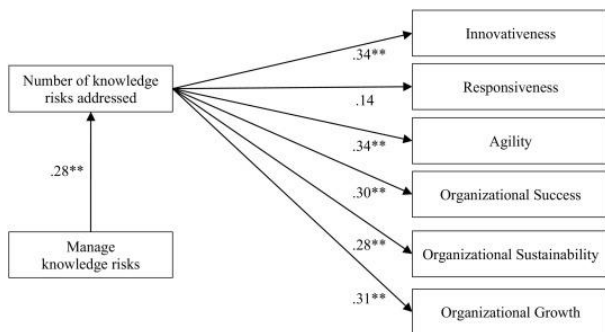 Innovativeness
.34**
Number of knowledge
risks addressed
Responsiveness
.14
Agility
.34**
.28**
.30**
Organizational Success
Manage
knowledge risks
.28**
Organizational Sustainability
.31**
Organizational Growth